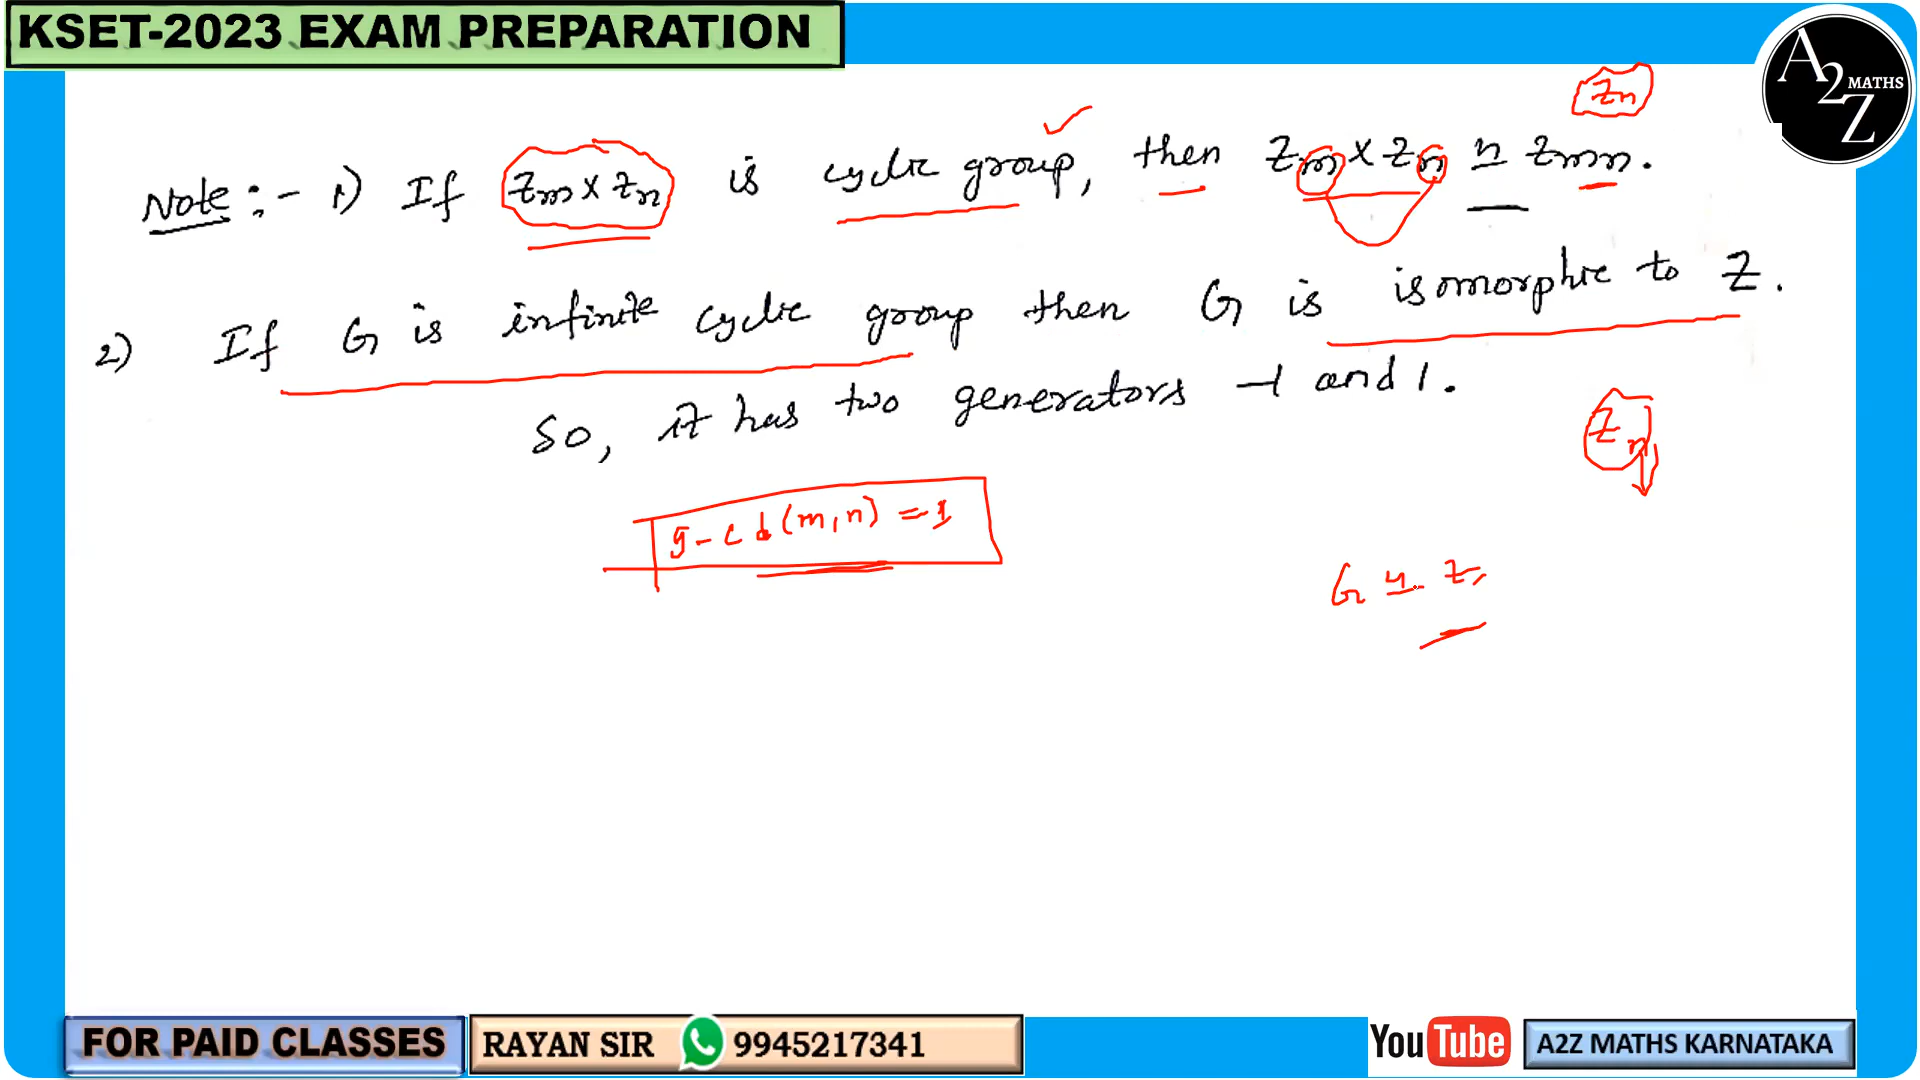 KSET-2023 EXAM PREPARATION
A2Z MATHS
Zn
Note :- 1) If Zm x Zn is cyclic group, then Zm x Zn ≅ Zmn.
2) If G is infinite cyclic group then G is isomorphic to Z.
So, it has two generators -1 and 1.
Zn
g-cd(m,n) = 1
G ≅ Z,
FOR PAID CLASSES
RAYAN SIR 9945217341
YouTube
A2Z MATHS KARNATAKA